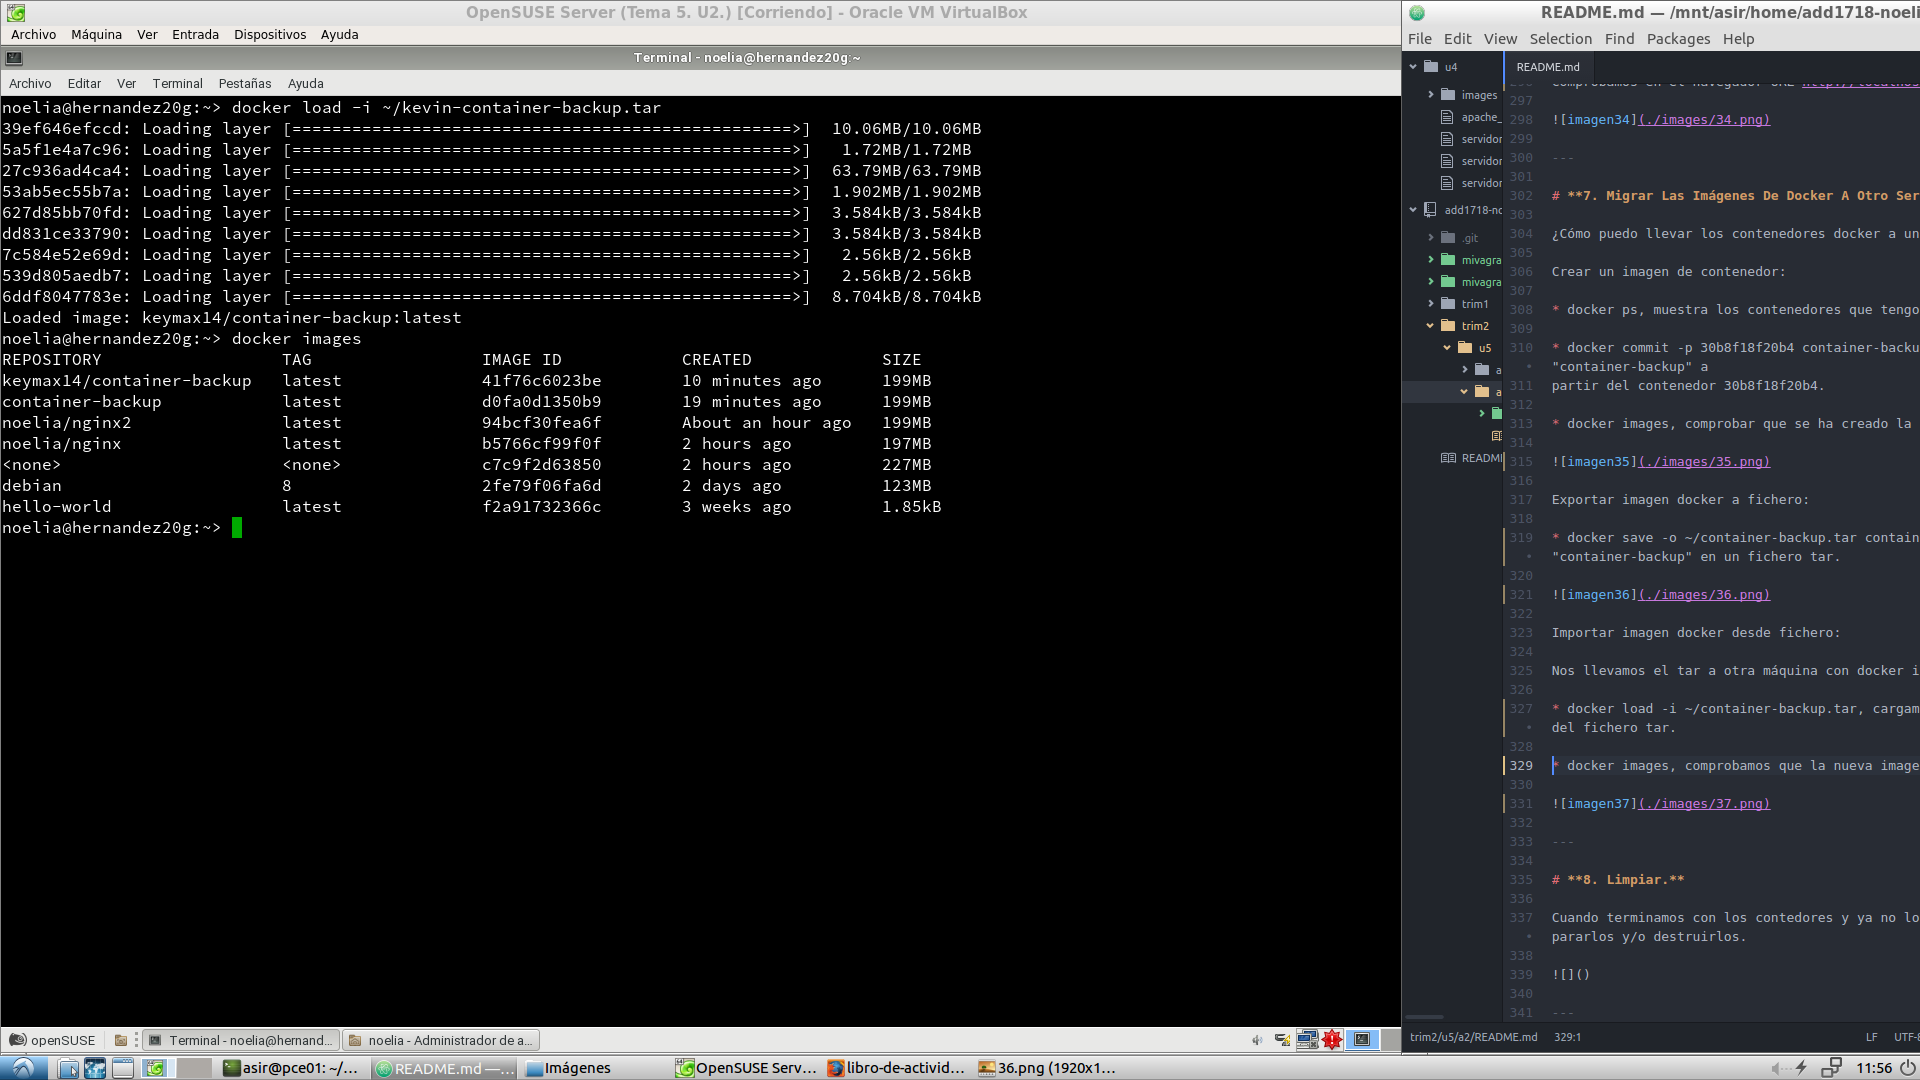 OpenSUSE Server (Tema 5. U2.) [Corriendo] - Oracle VM VirtualBox
Archivo Máquina Ver Entrada Dispositivos Ayuda
Terminal - noelia@hernandez20g:~
Archivo Editar Ver Terminal Pestañas Ayuda
noelia@hernandez20g:~> docker load -i ~/kevin-container-backup.tar
39ef646efccd: Loading layer [==================================================>]  10.06MB/10.06MB
5a5f1e4a7c96: Loading layer [==================================================>]   1.72MB/1.72MB
27c936ad4ca4: Loading layer [==================================================>]  63.79MB/63.79MB
53ab5ec55b7a: Loading layer [==================================================>]  1.902MB/1.902MB
627d85bb70fd: Loading layer [==================================================>]  3.584kB/3.584kB
dd831ce33790: Loading layer [==================================================>]  3.584kB/3.584kB
7c584e52e69d: Loading layer [==================================================>]   2.56kB/2.56kB
539d805aedb7: Loading layer [==================================================>]   2.56kB/2.56kB
6ddf8047783e: Loading layer [==================================================>]  8.704kB/8.704kB
Loaded image: keymax14/container-backup:latest
noelia@hernandez20g:~> docker images
REPOSITORY                  TAG                 IMAGE ID            CREATED             SIZE
keymax14/container-backup   latest              41f76c6023be        10 minutes ago      199MB
container-backup            latest              d0fa0d1350b9        19 minutes ago      199MB
noelia/nginx2               latest              94bcf30fea6f        About an hour ago   199MB
noelia/nginx                latest              b5766cf99f0f        2 hours ago         197MB
<none>                      <none>              c7c9f2d63850        2 hours ago         227MB
debian                      8                   2fe79f06fa6d        2 days ago          123MB
hello-world                 latest              f2a91732366c        3 weeks ago         1.85kB
noelia@hernandez20g:~>
openSUSE Terminal - noelia@hernand... noelia - Administrador de a...
README.md — /mnt/asir/home/add1718-noeli
File Edit View Selection Find Packages Help
u4
images
apache_
servidor
servidor
servidor
add1718-no
.git
mivagra
mivagra
trim1
trim2
u5
a
a
README
README.md
297
298 ![imagen34](./images/34.png)
299
300 ---
301
302 # **7. Migrar Las Imágenes De Docker A Otro Ser
303
304 ¿Cómo puedo llevar los contenedores docker a un
305
306 Crear un imagen de contenedor:
307
308 * docker ps, muestra los contenedores que tengo
309
310 * docker commit -p 30b8f18f20b4 container-backu
• "container-backup" a
311 partir del contenedor 30b8f18f20b4.
312
313 * docker images, comprobar que se ha creado la
314
315 ![imagen35](./images/35.png)
316
317 Exportar imagen docker a fichero:
318
319 * docker save -o ~/container-backup.tar contain
• "container-backup" en un fichero tar.
320
321 ![imagen36](./images/36.png)
322
323 Importar imagen docker desde fichero:
324
325 Nos llevamos el tar a otra máquina con docker i
326
327 * docker load -i ~/container-backup.tar, cargam
• del fichero tar.
328
329 * docker images, comprobamos que la nueva image
330
331 ![imagen37](./images/37.png)
332
333 ---
334
335 # **8. Limpiar.**
336
337 Cuando terminamos con los contedores y ya no lo
• pararlos y/o destruirlos.
338
339 ![]()
340
341 ---
trim2/u5/a2/README.md 329:1 LF UTF-8
asir@pce01: ~/... README.md —... Imágenes OpenSUSE Serv... libro-de-activid... 36.png (1920x1... 11:56